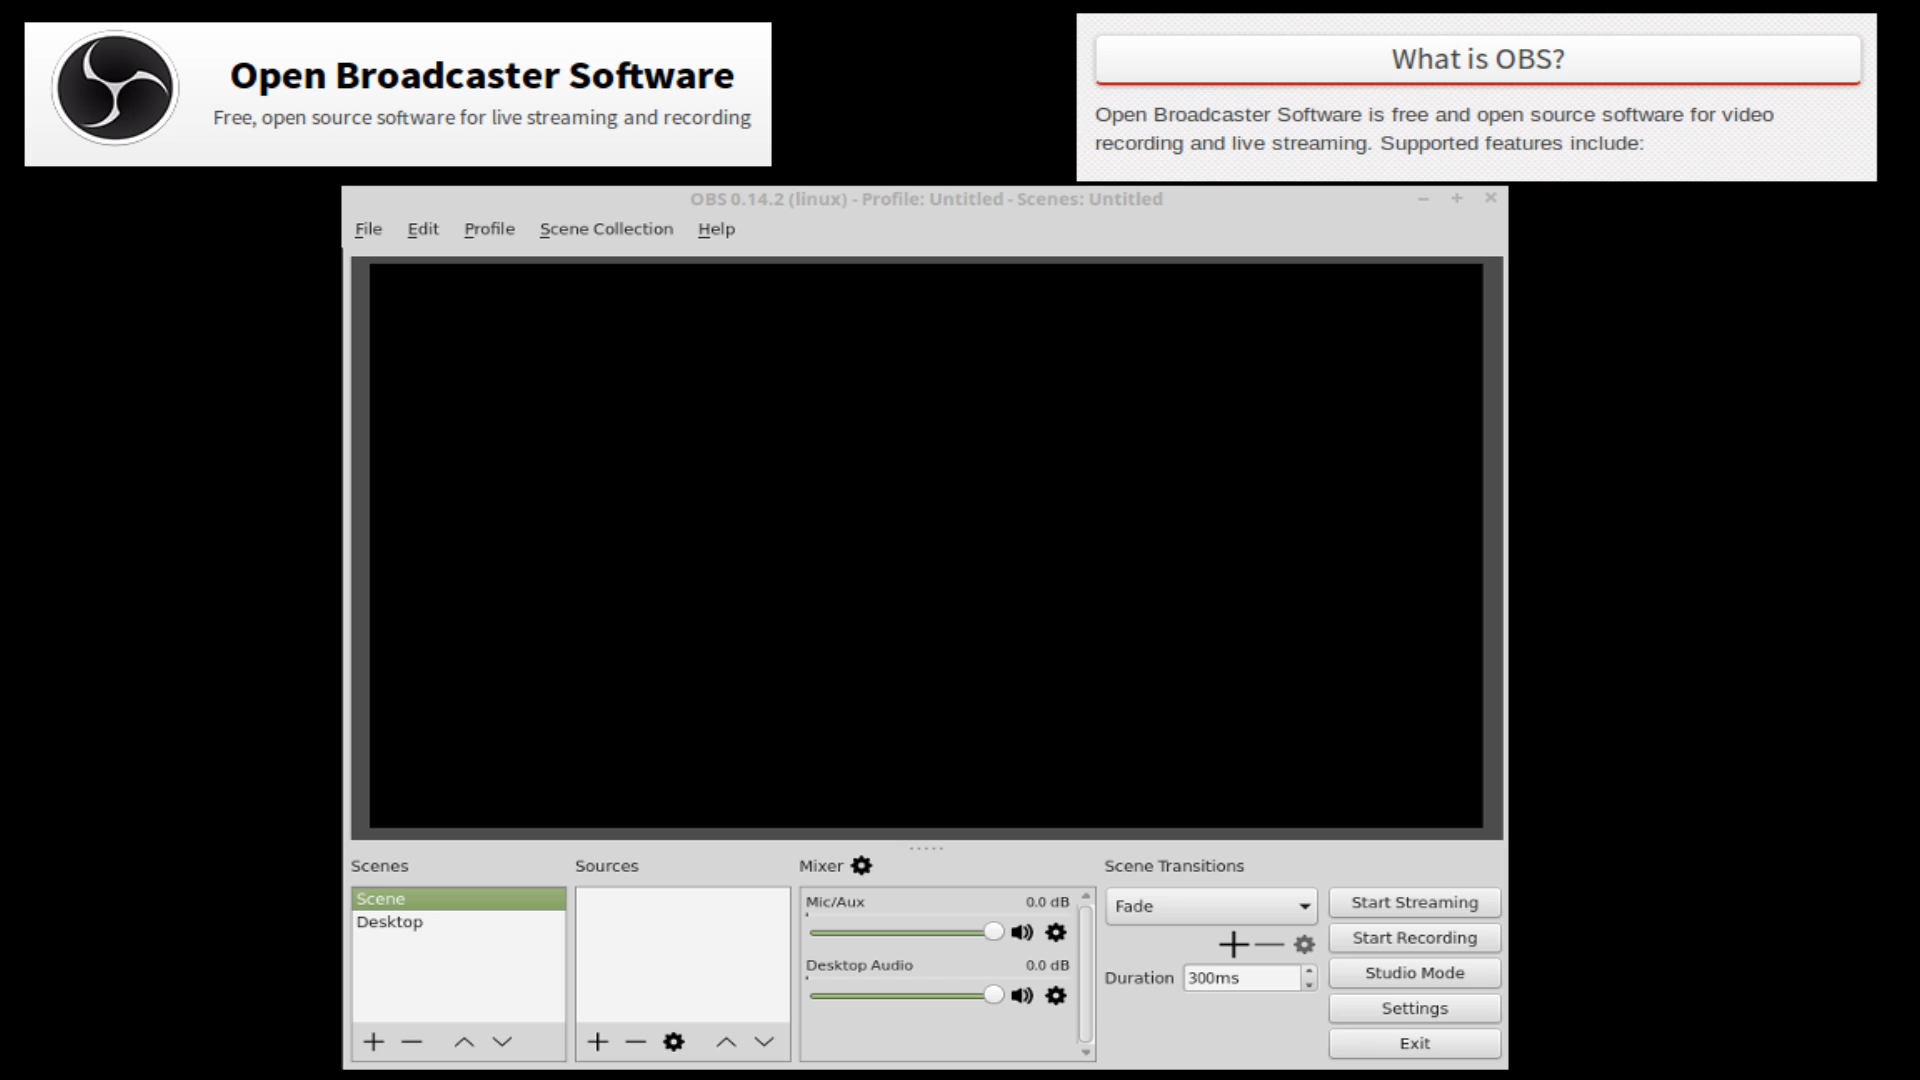 Open Broadcaster Software
Free, open source software for live streaming and recording
What is OBS?
Open Broadcaster Software is free and open source software for video
recording and live streaming. Supported features include:
OBS 0.14.2 (linux) - Profile: Untitled - Scenes: Untitled
File Edit Profile Scene Collection Help
Scenes
Scene
Desktop
Sources
Mixer
Mic/Aux 0.0 dB
Desktop Audio 0.0 dB
Scene Transitions
Fade
Duration 300ms
Start Streaming
Start Recording
Studio Mode
Settings
Exit